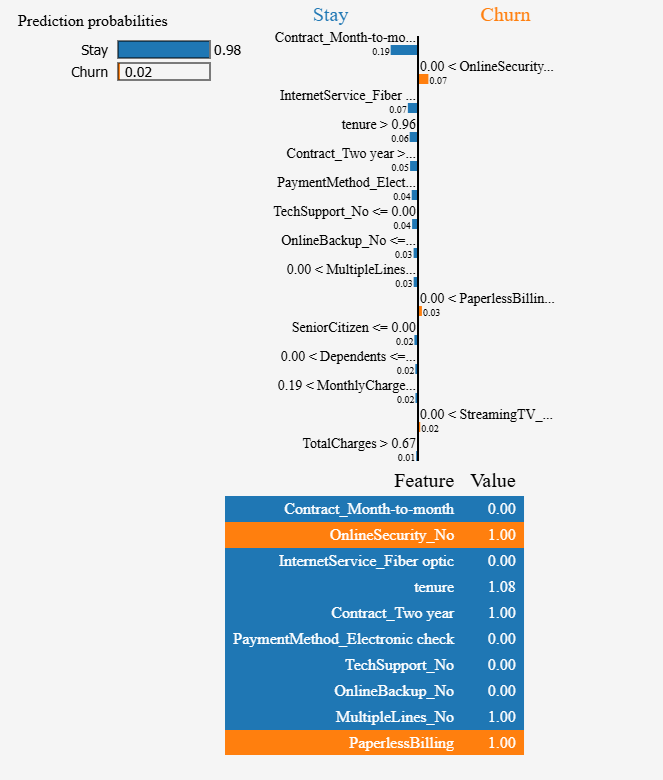 Prediction probabilities
Stay 0.98
Churn 0.02
Stay Churn
Contract_Month-to-mo...
0.19
0.00 < OnlineSecurity...
0.07
InternetService_Fiber ...
0.07
tenure > 0.96
0.06
Contract_Two year >...
0.05
PaymentMethod_Elect...
0.04
TechSupport_No <= 0.00
0.04
OnlineBackup_No <=...
0.03
0.00 < MultipleLines...
0.03
0.00 < PaperlessBillin...
0.03
SeniorCitizen <= 0.00
0.02
0.00 < Dependents <=...
0.02
0.19 < MonthlyCharge...
0.02
0.00 < StreamingTV_...
0.02
TotalCharges > 0.67
0.01
Feature Value
Contract_Month-to-month 0.00
OnlineSecurity_No 1.00
InternetService_Fiber optic 0.00
tenure 1.08
Contract_Two year 1.00
PaymentMethod_Electronic check 0.00
TechSupport_No 0.00
OnlineBackup_No 0.00
MultipleLines_No 1.00
PaperlessBilling 1.00